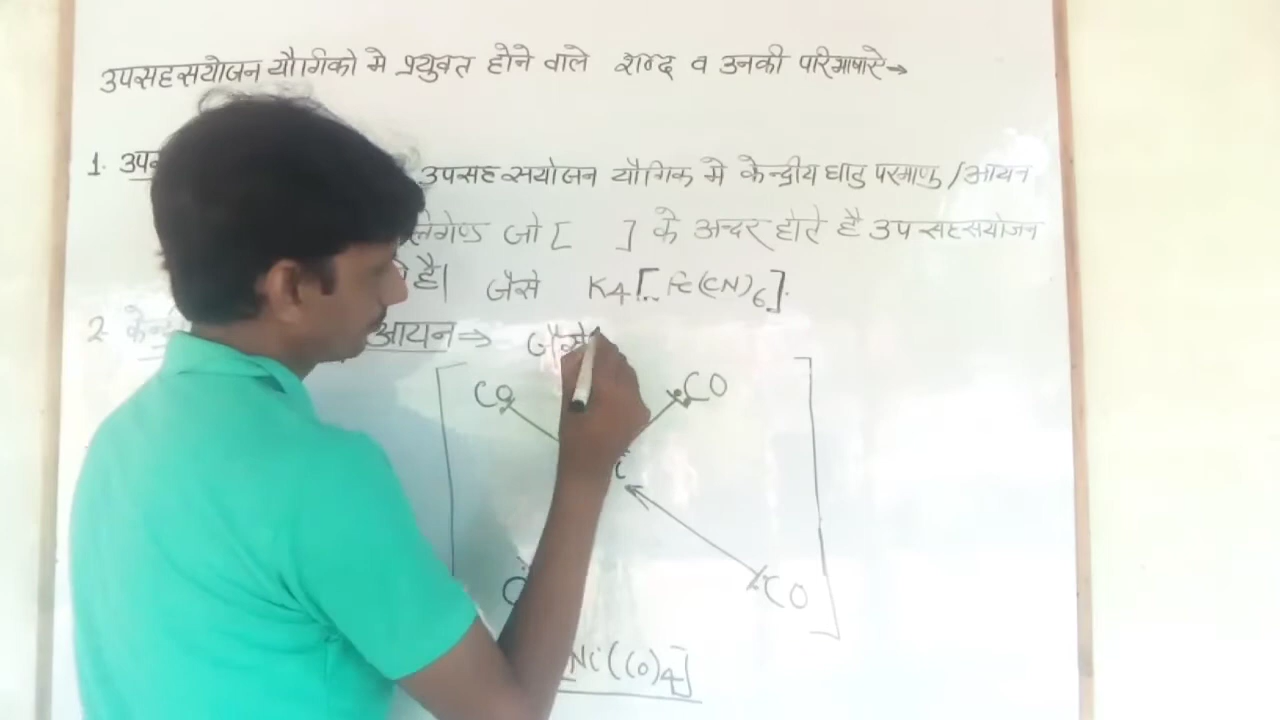 उपसहसयोजन यौगिको मे प्रयुक्त होने वाले शब्द व उनकी परिभाषाऐ→
1. उपसहसयोजन यौगिक मे केन्द्रीय धातु परमाणु/आयन
जो [ ] के अन्दर होते है उपसहसयोजन
है। जैसे K4[Fe(CN)6].
2. आयन⇒ जैसे
CO CO
CO
Ni(CO)4]